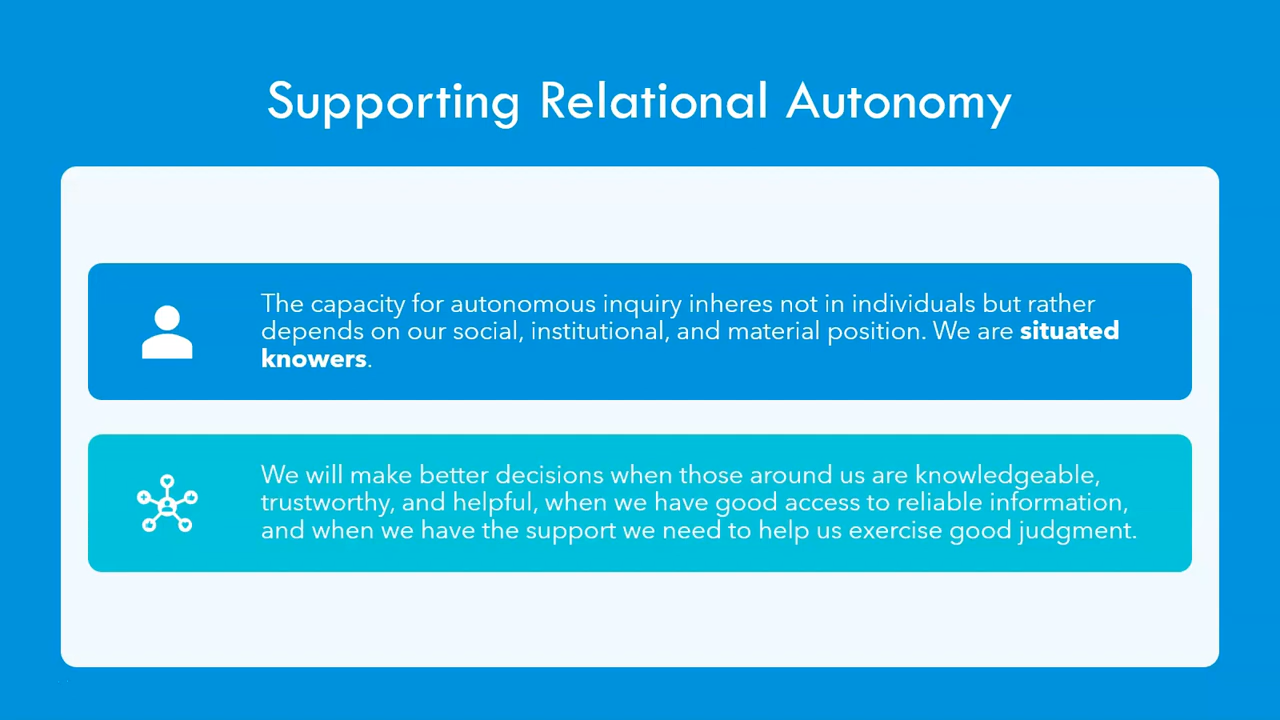 Supporting Relational Autonomy
The capacity for autonomous inquiry inheres not in individuals but rather
depends on our social, institutional, and material position. We are situated
knowers.
We will make better decisions when those around us are knowledgeable,
trustworthy, and helpful, when we have good access to reliable information,
and when we have the support we need to help us exercise good judgment.